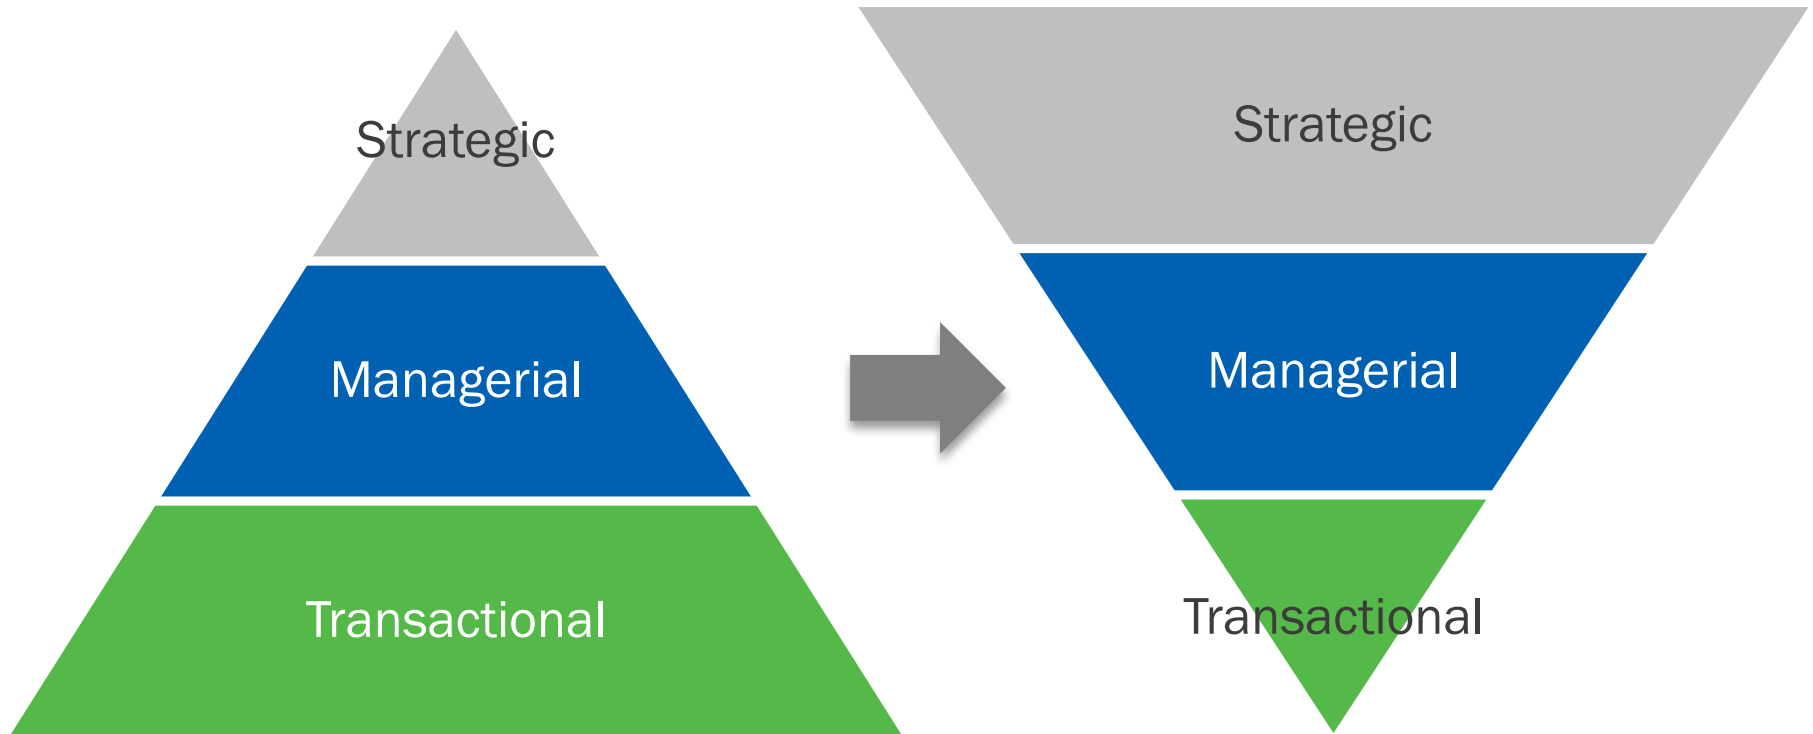 Strategic
Managerial
Transactional
Strategic
Managerial
Transactional